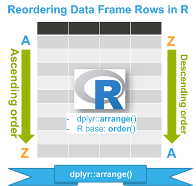 Reordering Data Frame Rows in R
A
Z
Ascending order
Descending order
R
- dplyr::arrange()
- R base: order()
Z
A
dplyr::arrange()